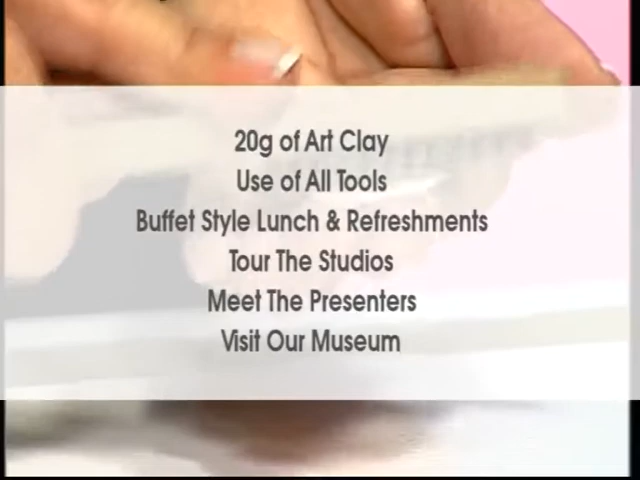 20g of Art Clay
Use of All Tools
Buffet Style Lunch & Refreshments
Tour The Studios
Meet The Presenters
Visit Our Museum